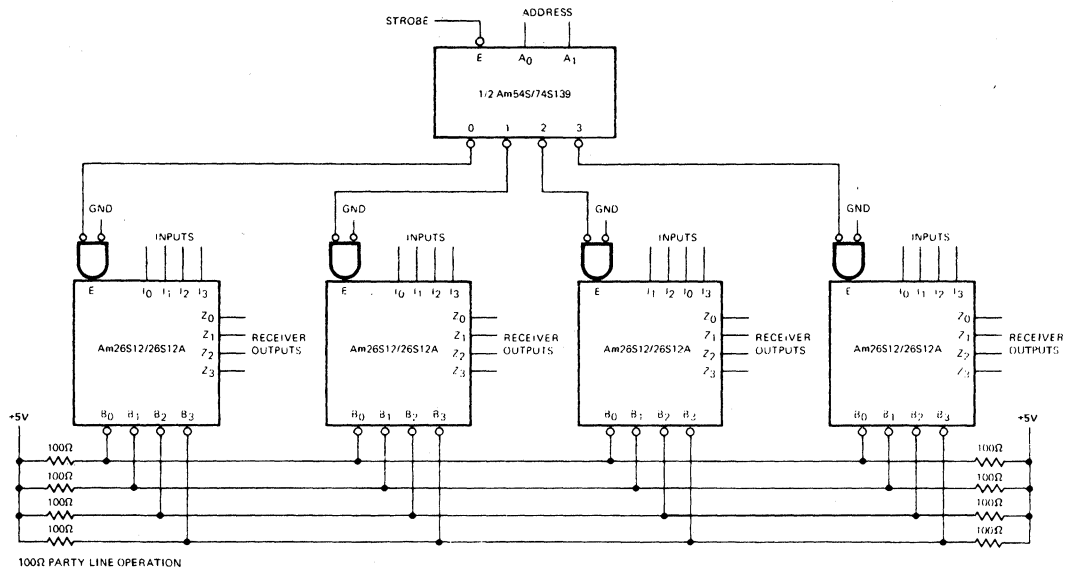 STROBE
ADDRESS
E A0 A1
1/2 Am54S/74S139
0 1 2 3
GND
INPUTS
E I0 I1 I2 I3
Z0
Z1
Z2
Z3
RECEIVER
OUTPUTS
Am26S12/26S12A
B0 B1 B2 B3
GND
INPUTS
E I0 I1 I2 I3
Z0
Z1
Z2
Z3
RECEIVER
OUTPUTS
Am26S12/26S12A
B0 B1 B2 B3
GND
INPUTS
E I1 I2 I0 I3
Z0
Z1
Z2
Z3
RECEIVER
OUTPUTS
Am26S12/26S12A
B0 B1 B2 B3
GND
INPUTS
E I0 I1 I2 I3
Z0
Z1
Z2
Z3
RECEIVER
OUTPUTS
Am26S12/26S12A
B0 B1 B2 B3
+5V
+5V
100Ω
100Ω
100Ω
100Ω
100Ω
100Ω
100Ω
100Ω
100Ω PARTY LINE OPERATION